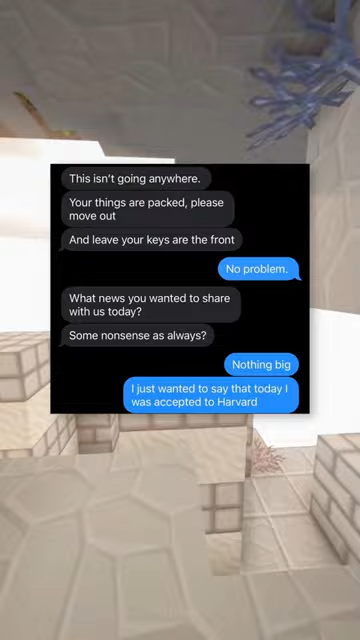 This isn't going anywhere.
Your things are packed, please
move out
And leave your keys are the front
No problem.
What news you wanted to share
with us today?
Some nonsense as always?
Nothing big
I just wanted to say that today I
was accepted to Harvard